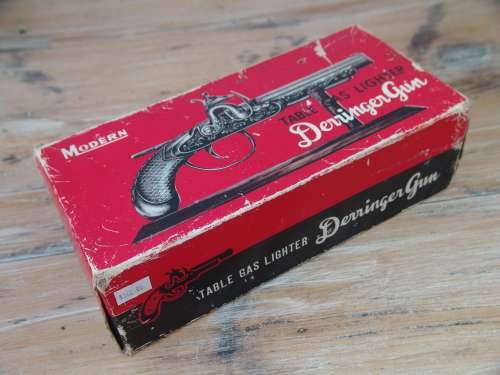 MODERN
TABLE GAS LIGHTER
Derringer Gun
TABLE GAS LIGHTER Derringer Gun